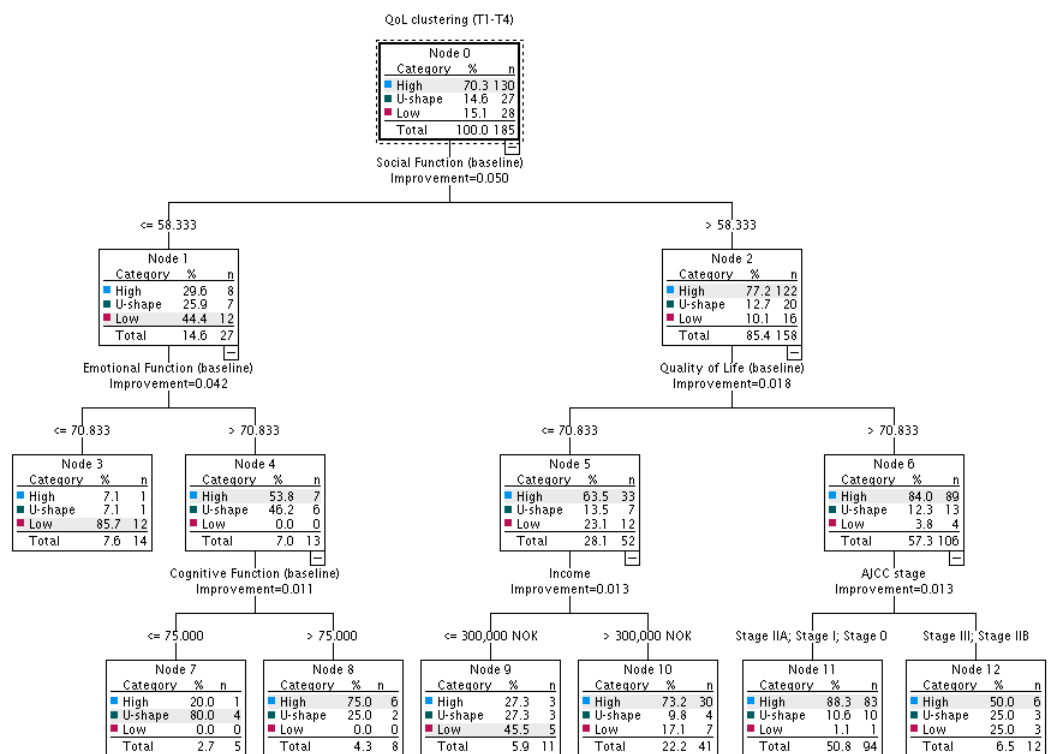 QoL clustering (T1-T4)
Node 0
Category % n
High 70.3 130
U-shape 14.6 27
Low 15.1 28
Total 100.0 185
Social Function (baseline)
Improvement=0.050
<= 58.333
> 58.333
Node 1
Category % n
High 29.6 8
U-shape 25.9 7
Low 44.4 12
Total 14.6 27
Node 2
Category % n
High 77.2 122
U-shape 12.7 20
Low 10.1 16
Total 85.4 158
Emotional Function (baseline)
Improvement=0.042
Quality of Life (baseline)
Improvement=0.018
<= 70.833
> 70.833
<= 70.833
> 70.833
Node 3
Category % n
High 7.1 1
U-shape 7.1 1
Low 85.7 12
Total 7.6 14
Node 4
Category % n
High 53.8 7
U-shape 46.2 6
Low 0.0 0
Total 7.0 13
Node 5
Category % n
High 63.5 33
U-shape 13.5 7
Low 23.1 12
Total 28.1 52
Node 6
Category % n
High 84.0 89
U-shape 12.3 13
Low 3.8 4
Total 57.3 106
Cognitive Function (baseline)
Improvement=0.011
Income
Improvement=0.013
AJCC stage
Improvement=0.013
<= 75.000
> 75.000
<= 300,000 NOK
> 300,000 NOK
Stage IIA; Stage I; Stage 0
Stage III; Stage IIB
Node 7
Category % n
High 20.0 1
U-shape 80.0 4
Low 0.0 0
Total 2.7 5
Node 8
Category % n
High 75.0 6
U-shape 25.0 2
Low 0.0 0
Total 4.3 8
Node 9
Category % n
High 27.3 3
U-shape 27.3 3
Low 45.5 5
Total 5.9 11
Node 10
Category % n
High 73.2 30
U-shape 9.8 4
Low 17.1 7
Total 22.2 41
Node 11
Category % n
High 88.3 83
U-shape 10.6 10
Low 1.1 1
Total 50.8 94
Node 12
Category % n
High 50.0 6
U-shape 25.0 3
Low 25.0 3
Total 6.5 12